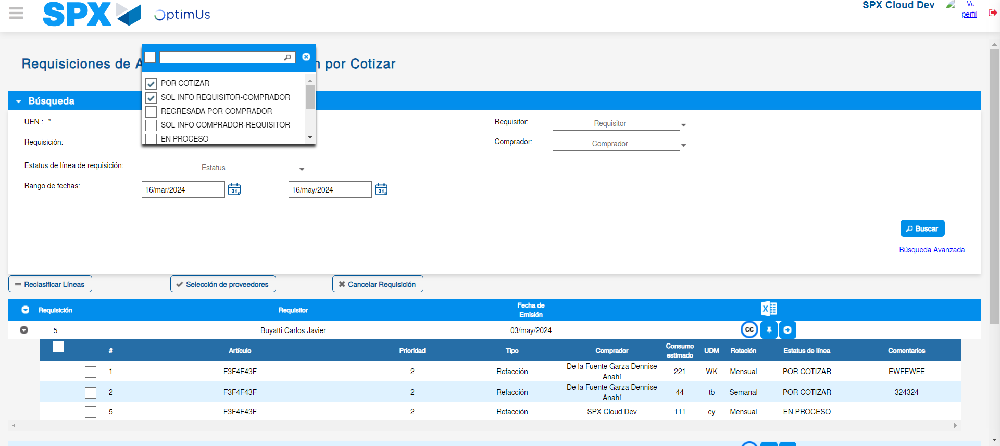 SPX OptimUs
SPX Cloud Dev
Ve
perfil
Requisiciones de A
n por Cotizar
POR COTIZAR
SOL INFO REQUISITOR-COMPRADOR
REGRESADA POR COMPRADOR
SOL INFO COMPRADOR-REQUISITOR
EN PROCESO
Búsqueda
UEN : *
Requisitor: Requisitor
Requisición:
Comprador: Comprador
Estatus de línea de requisición: Estatus
Rango de fechas: 16/mar/2024 31 16/may/2024 31
Buscar
Búsqueda Avanzada
Reclasificar Líneas Selección de proveedores Cancelar Requisición
Requisición Requisitor Fecha de
Emisión
5 Buyatti Carlos Javier 03/may/2024 CC
# Artículo Prioridad Tipo Comprador Consumo
estimado UDM Rotación Estatus de línea Comentarios
1 F3F4F43F 2 Refacción De la Fuente Garza Dennise
Anahí 221 WK Mensual POR COTIZAR EWFEWFE
2 F3F4F43F 2 Refacción De la Fuente Garza Dennise
Anahí 44 tb Semanal POR COTIZAR 324324
5 F3F4F43F 2 Refacción SPX Cloud Dev 111 cy Mensual EN PROCESO